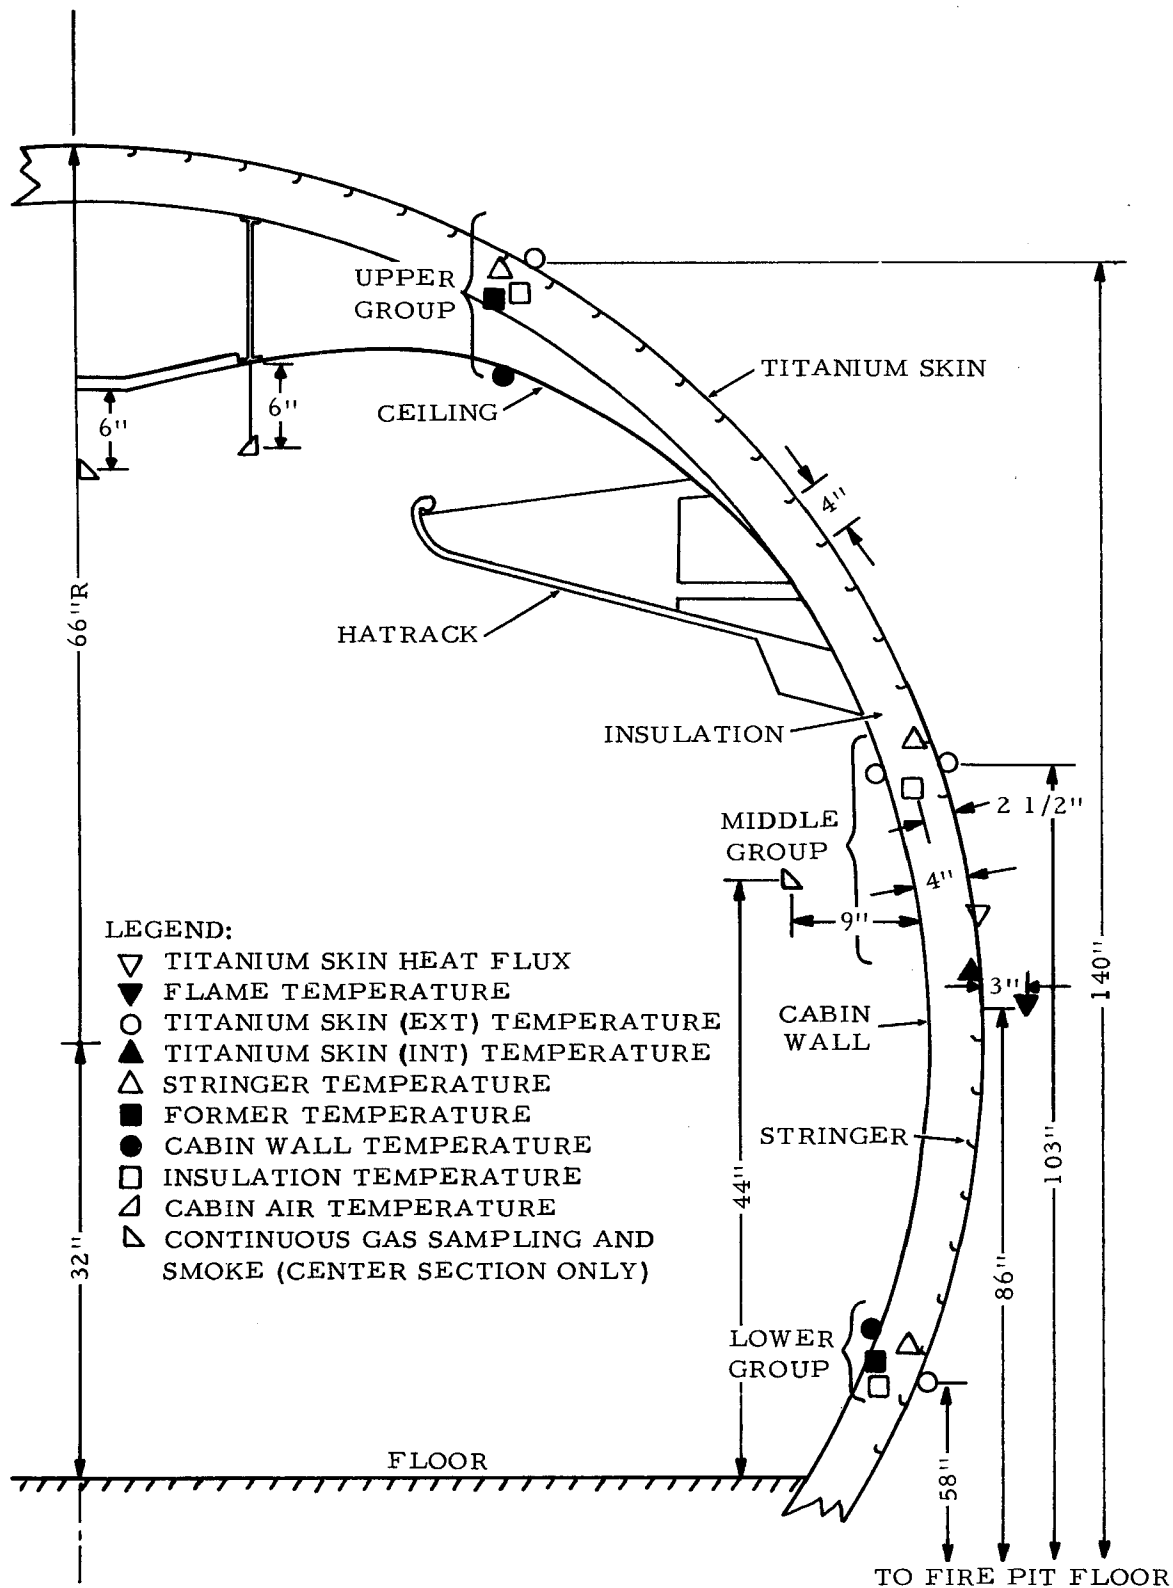 UPPER
GROUP
TITANIUM SKIN
CEILING
6"
6"
4"
66"R
HATRACK
INSULATION
2 1/2"
MIDDLE
GROUP
4"
9"
LEGEND:
TITANIUM SKIN HEAT FLUX
FLAME TEMPERATURE
TITANIUM SKIN (EXT) TEMPERATURE
TITANIUM SKIN (INT) TEMPERATURE
STRINGER TEMPERATURE
FORMER TEMPERATURE
CABIN WALL TEMPERATURE
INSULATION TEMPERATURE
CABIN AIR TEMPERATURE
CONTINUOUS GAS SAMPLING AND
SMOKE (CENTER SECTION ONLY)
3"
140"
CABIN
WALL
STRINGER
103"
44"
32"
86"
LOWER
GROUP
FLOOR
58"
TO FIRE PIT FLOOR